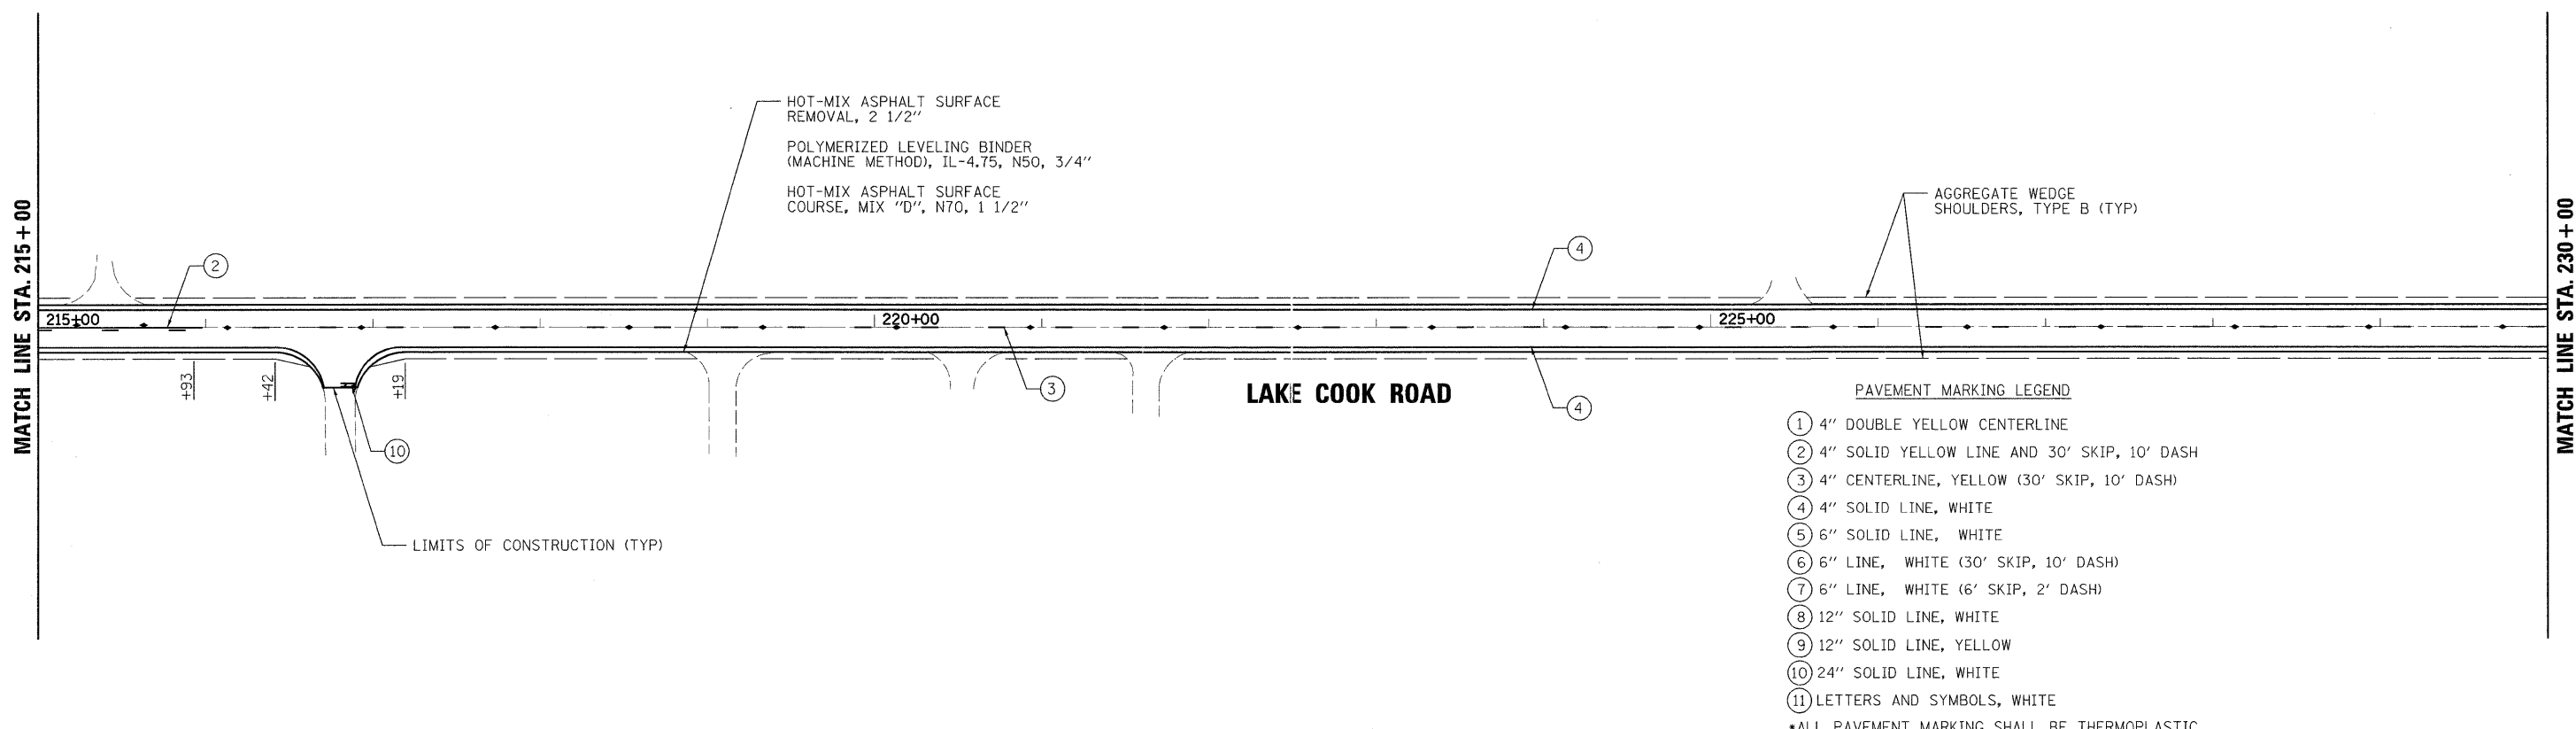 MATCH LINE STA. 215+00
HOT-MIX ASPHALT SURFACE
REMOVAL, 2 1/2"
POLYMERIZED LEVELING BINDER
(MACHINE METHOD), IL-4.75, N50, 3/4"
HOT-MIX ASPHALT SURFACE
COURSE, MIX "D", N70, 1 1/2"
AGGREGATE WEDGE
SHOULDERS, TYPE B (TYP)
MATCH LINE STA. 230+00
2
4
215+00
220+00
225+00
+93
+42
+19
3
LAKE COOK ROAD
4
10
LIMITS OF CONSTRUCTION (TYP)
PAVEMENT MARKING LEGEND
1 4" DOUBLE YELLOW CENTERLINE
2 4" SOLID YELLOW LINE AND 30' SKIP, 10' DASH
3 4" CENTERLINE, YELLOW (30' SKIP, 10' DASH)
4 4" SOLID LINE, WHITE
5 6" SOLID LINE, WHITE
6 6" LINE, WHITE (30' SKIP, 10' DASH)
7 6" LINE, WHITE (6' SKIP, 2' DASH)
8 12" SOLID LINE, WHITE
9 12" SOLID LINE, YELLOW
10 24" SOLID LINE, WHITE
11 LETTERS AND SYMBOLS, WHITE
*ALL PAVEMENT MARKING SHALL BE THERMOPLASTIC